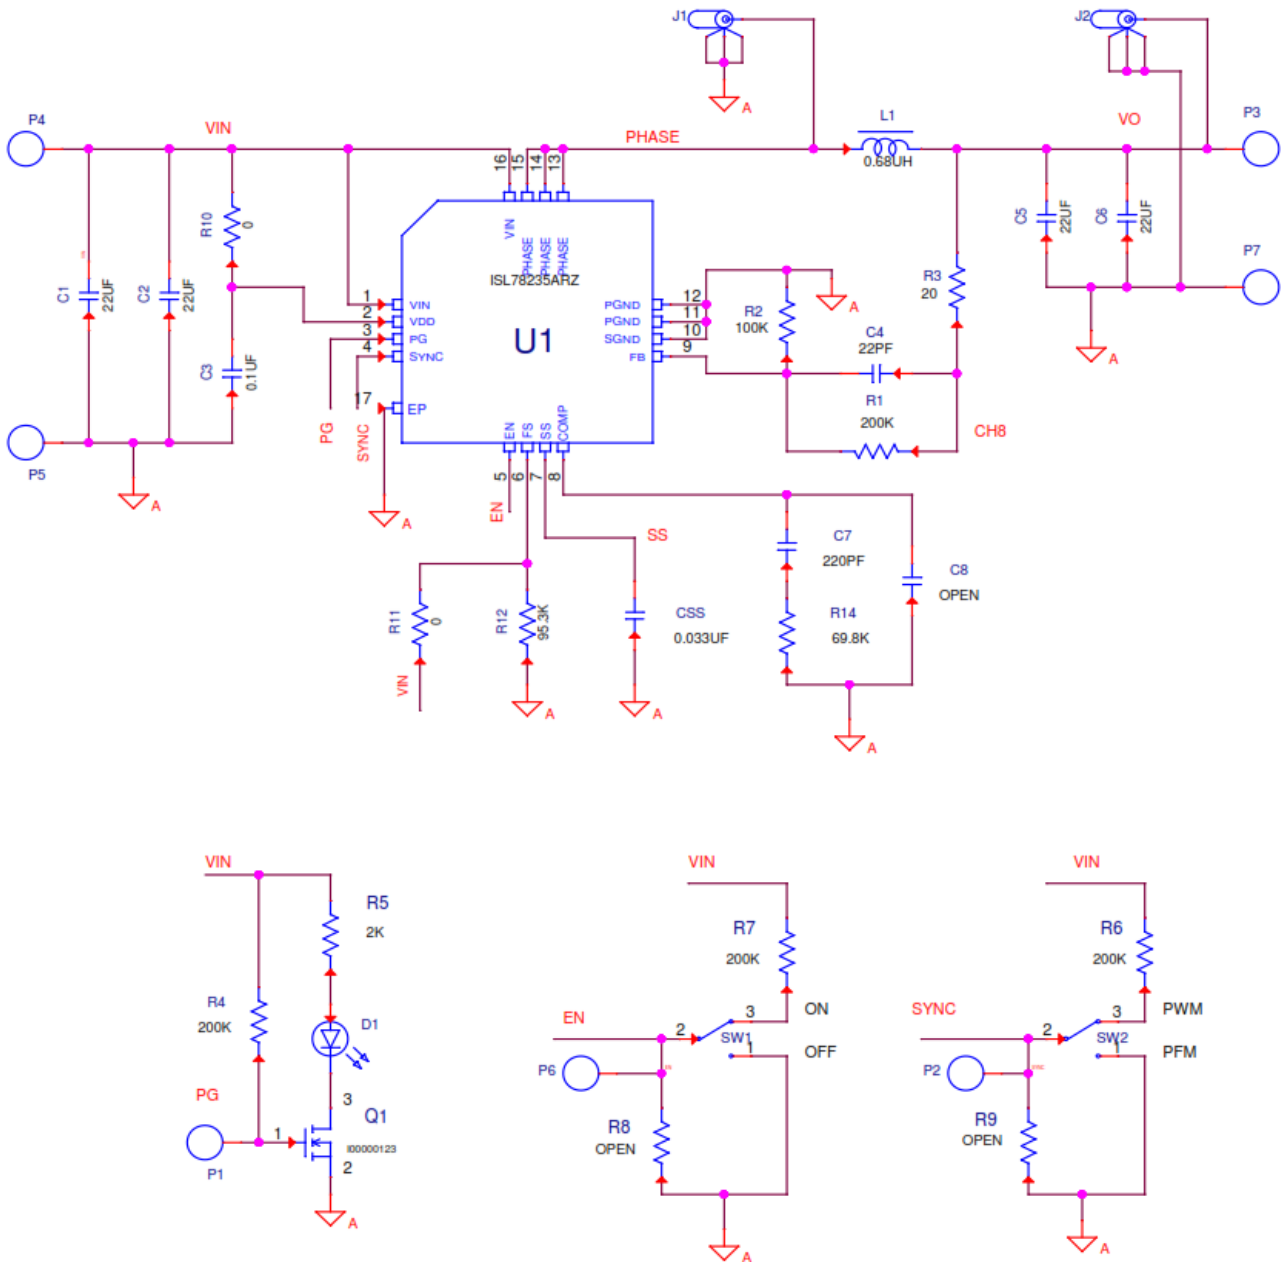 J1
J2
A
P4
VIN
PHASE
L1
0.68UH
VO
P3
16
15
14
13
R10
0
VIN
PHASE
PHASE
PHASE
ISL78235ARZ
C5
22UF
C6
22UF
P7
C1
22UF
C2
22UF
1
VIN
2
VDD
3
PG
4
SYNC
U1
PGND
12
PGND
11
SGND
10
FB
9
R2
100K
A
R3
20
C4
22PF
A
C3
0.1UF
17
EP
R1
200K
CH8
P5
PG
SYNC
EN
FS
SS
COMP
5
6
7
8
A
EN
A
SS
C7
220PF
C8
OPEN
R11
0
R12
95.3K
CSS
0.033UF
R14
69.8K
VIN
A
A
A
VIN
VIN
VIN
R5
2K
R7
200K
R6
200K
R4
200K
D1
EN
2
3
ON
SW1
1
OFF
SYNC
2
3
PWM
SW2
1
PFM
P6
P2
PG
3
Q1
1
I00000123
2
P1
R8
OPEN
R9
OPEN
A
A
A